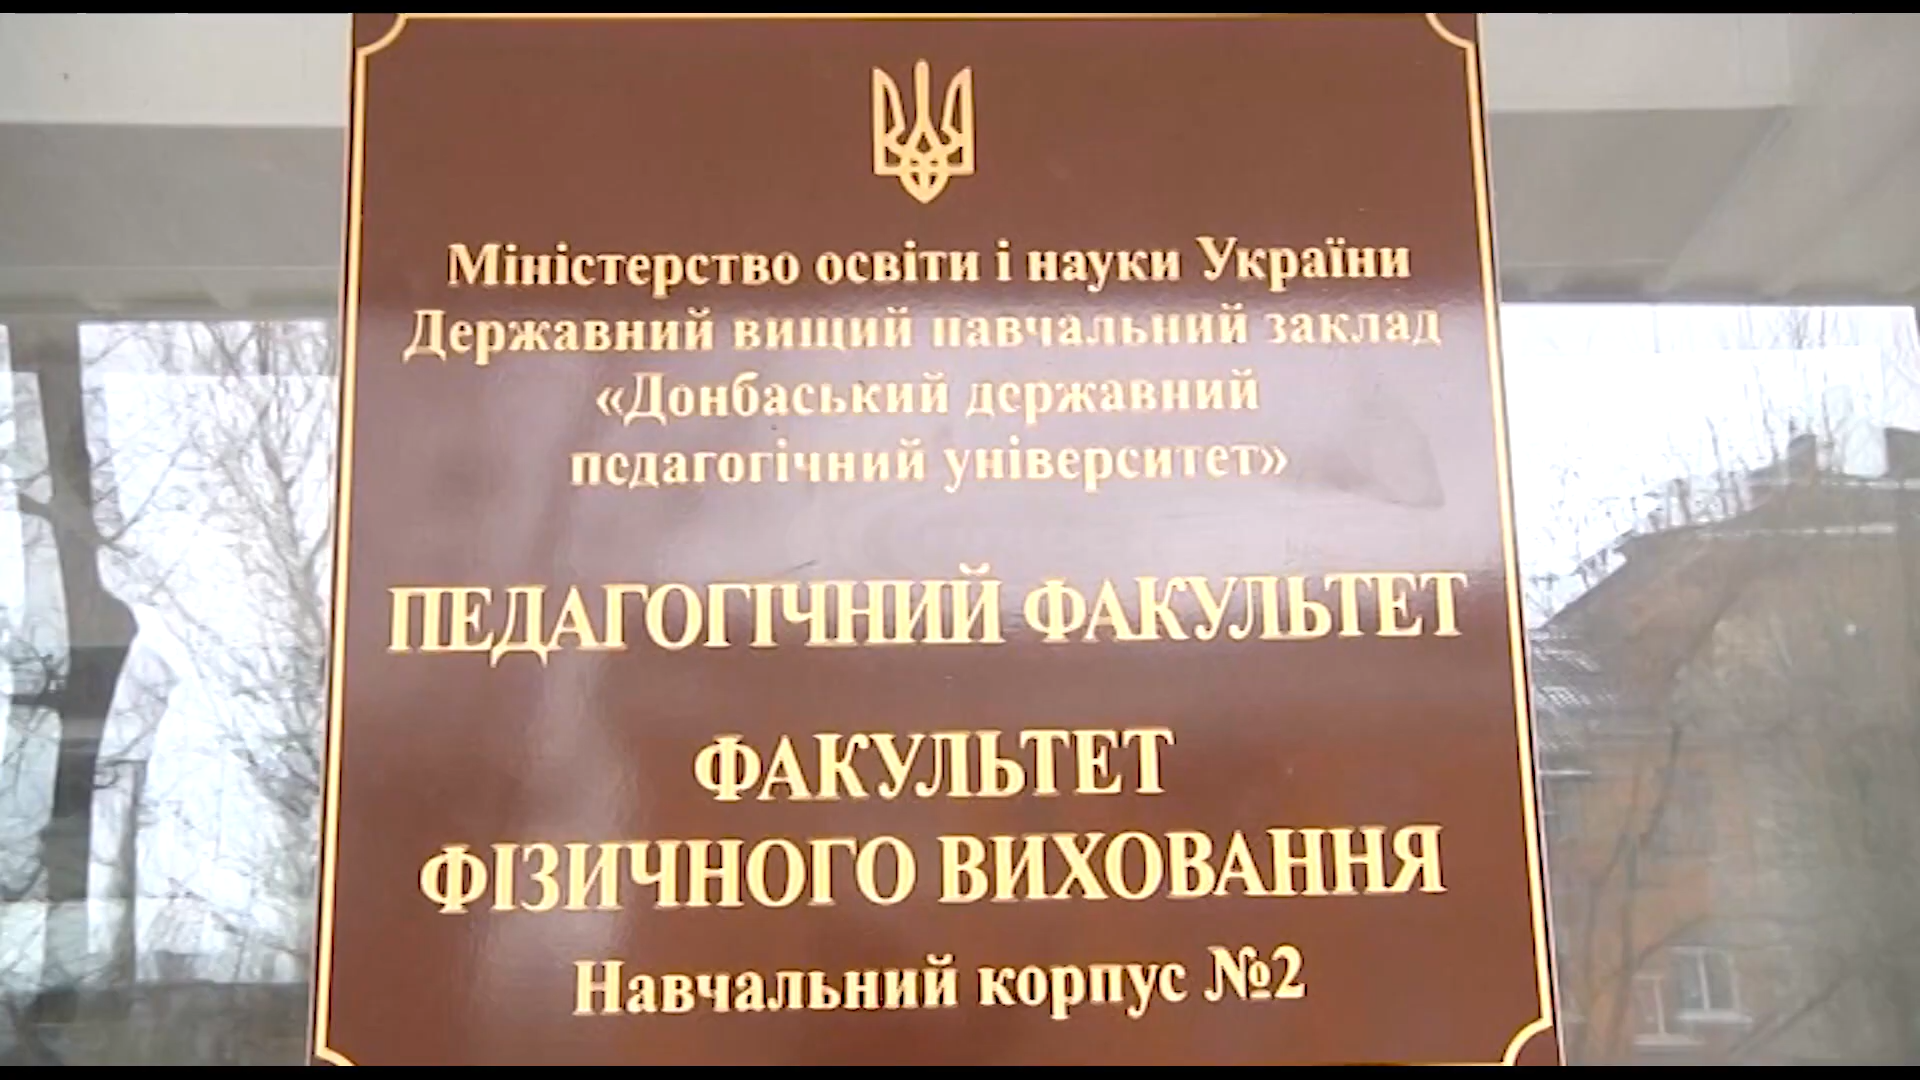 Міністерство освіти і науки України
Державний вищий навчальний заклад
«Донбаський державний
педагогічний університет»
ПЕДАГОГІЧНИЙ ФАКУЛЬТЕТ
ФАКУЛЬТЕТ
ФІЗИЧНОГО ВИХОВАННЯ
Навчальний корпус №2